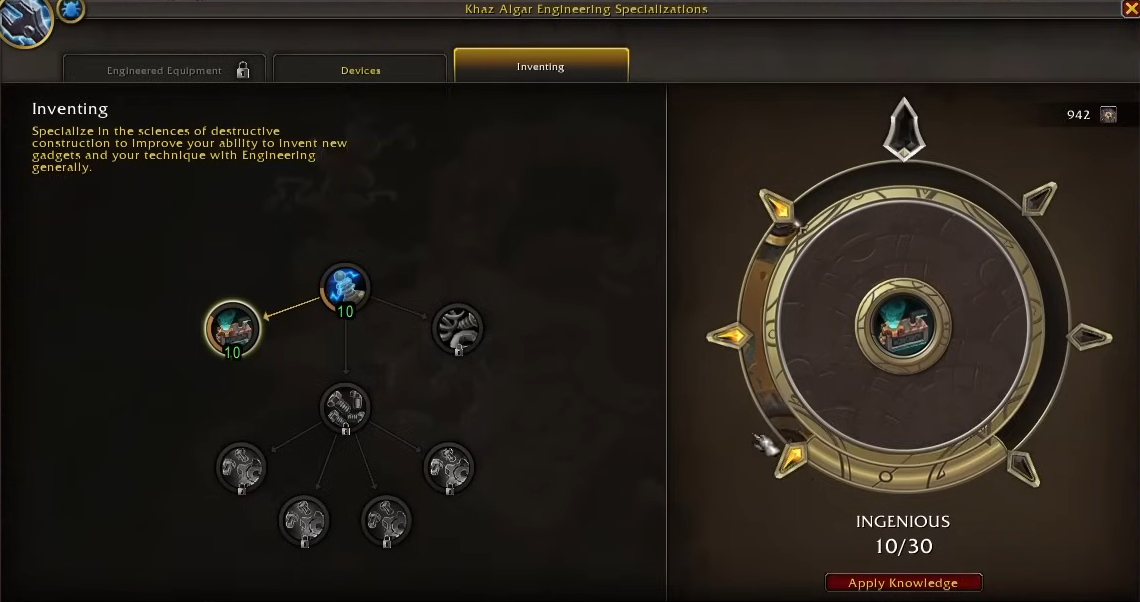 Khaz Algar Engineering Specializations
Engineered Equipment
Devices
Inventing
Inventing
Specialize in the sciences of destructive
construction to improve your ability to invent new
gadgets and your technique with Engineering
generally.
942
10
10
INGENIOUS
10/30
Apply Knowledge